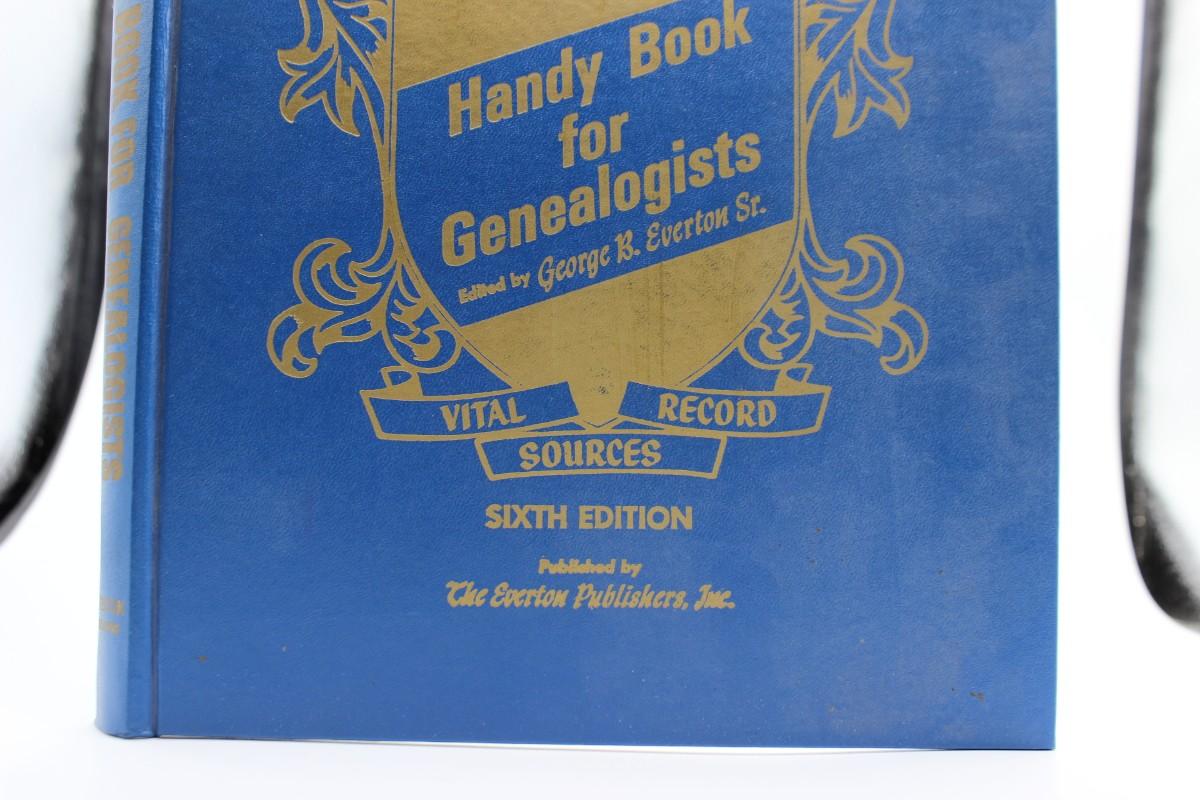 Handy Book
for
Genealogists
Edited by George B. Everton Sr.
VITAL RECORD
SOURCES
SIXTH EDITION
Published by
The Everton Publishers, Inc.
BOOK FOR GENEALOGISTS